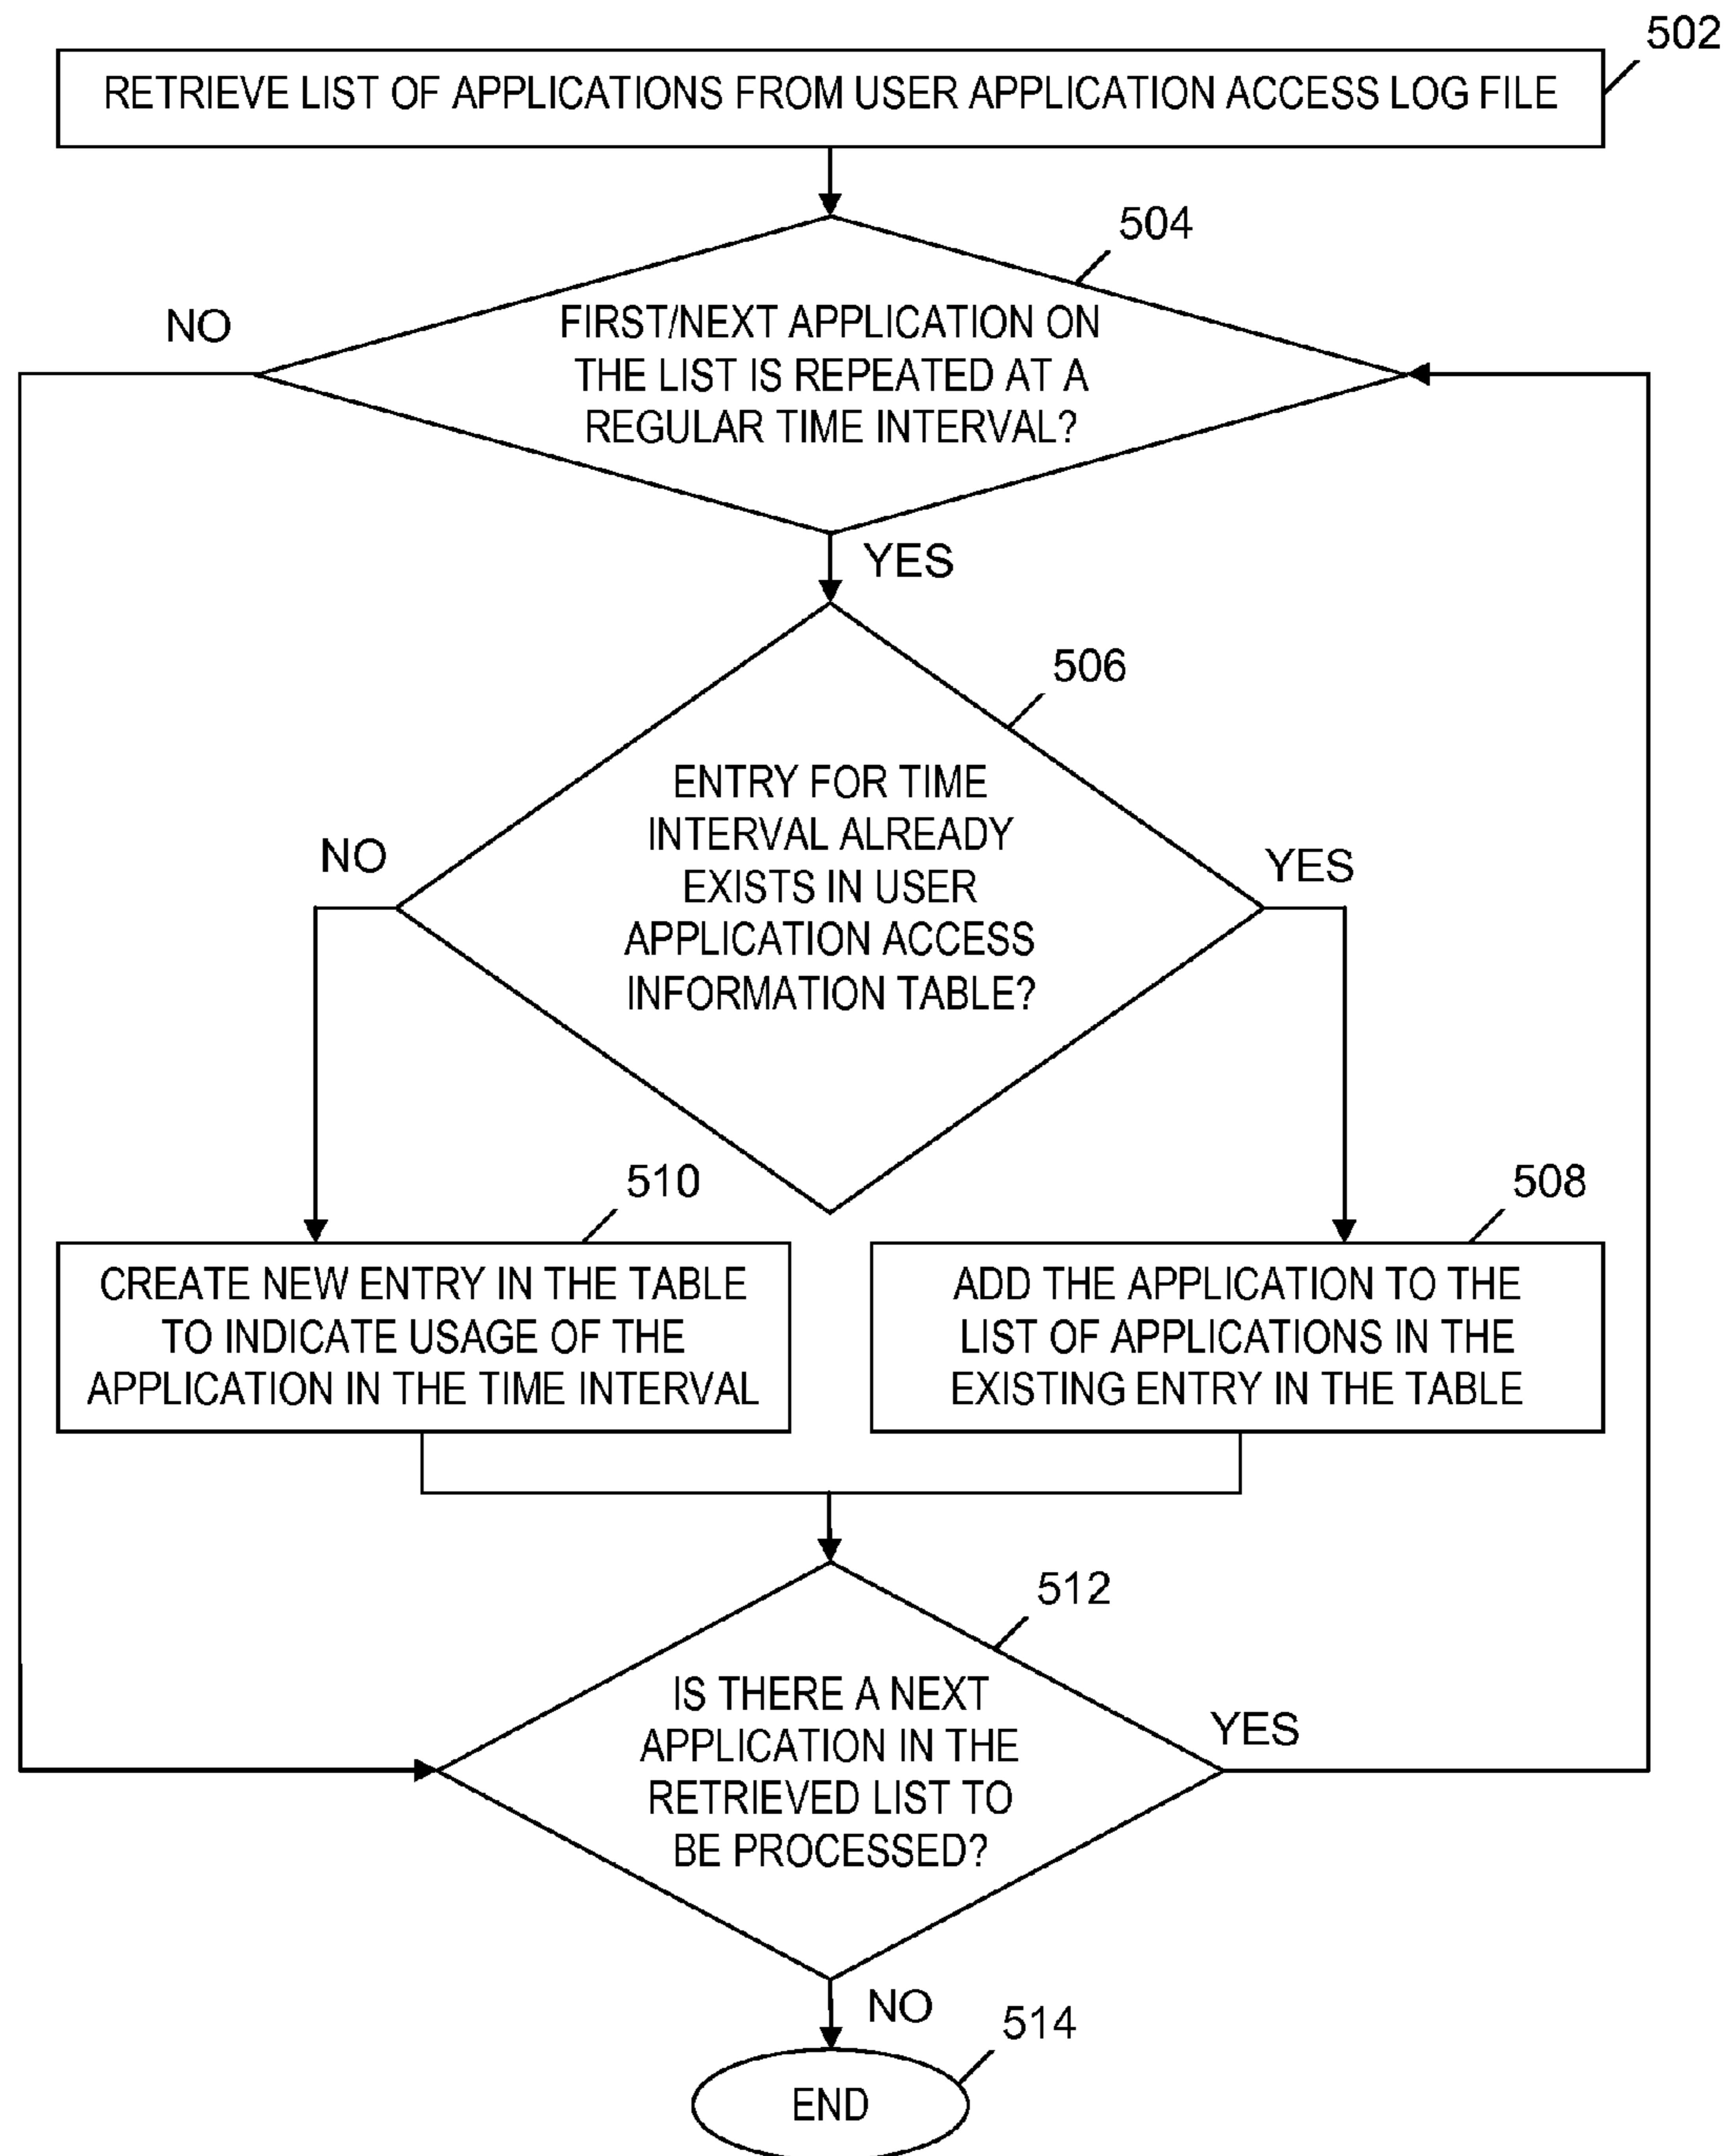 502
RETRIEVE LIST OF APPLICATIONS FROM USER APPLICATION ACCESS LOG FILE
504
NO
FIRST/NEXT APPLICATION ON
THE LIST IS REPEATED AT A
REGULAR TIME INTERVAL?
YES
506
ENTRY FOR TIME
INTERVAL ALREADY
EXISTS IN USER
APPLICATION ACCESS
INFORMATION TABLE?
NO
YES
510
CREATE NEW ENTRY IN THE TABLE
TO INDICATE USAGE OF THE
APPLICATION IN THE TIME INTERVAL
508
ADD THE APPLICATION TO THE
LIST OF APPLICATIONS IN THE
EXISTING ENTRY IN THE TABLE
512
IS THERE A NEXT
APPLICATION IN THE
RETRIEVED LIST TO
BE PROCESSED?
YES
NO
514
END